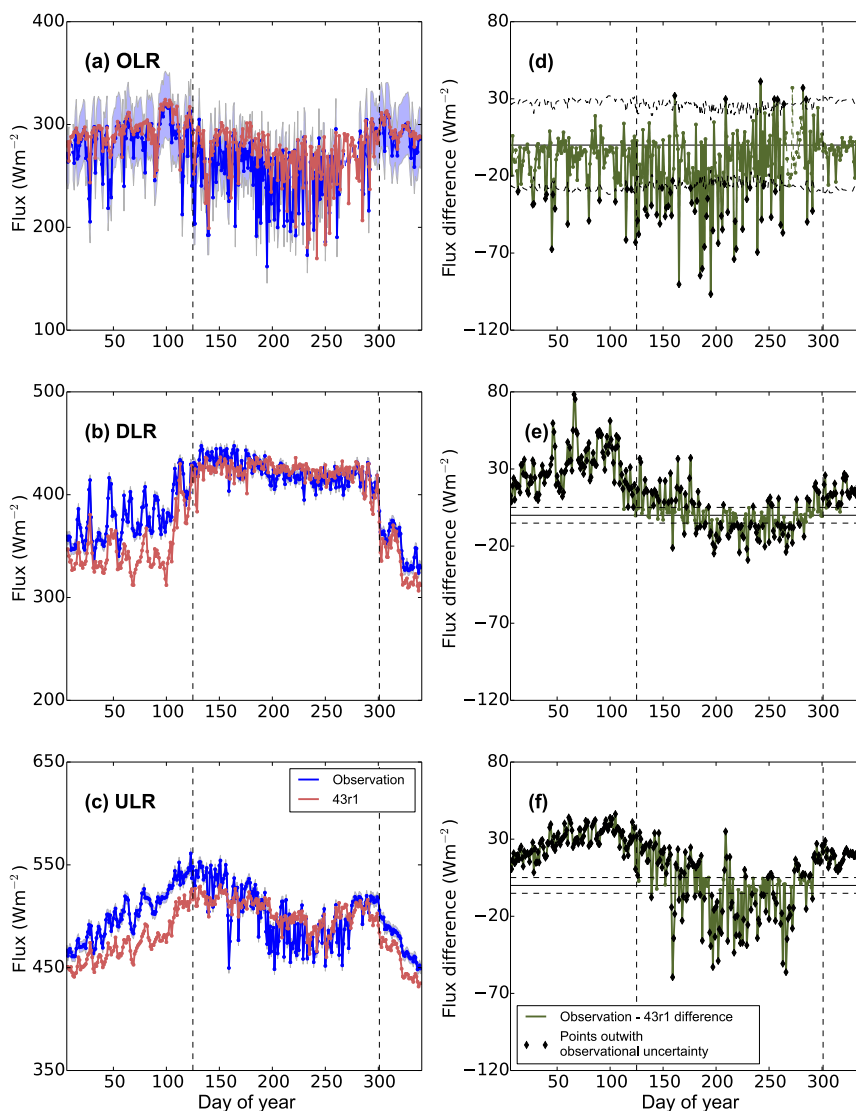 (a) OLR
Flux (Wm−2)
400
300
200
100
50 100 150 200 250 300
(d)
Flux difference (Wm−2)
80
30
−20
−70
−120
50 100 150 200 250 300
(b) DLR
Flux (Wm−2)
500
400
300
200
50 100 150 200 250 300
(e)
Flux difference (Wm−2)
80
30
−20
−70
−120
50 100 150 200 250 300
(c) ULR
Observation
43r1
Flux (Wm−2)
650
550
450
350
50 100 150 200 250 300
Day of year
(f)
Flux difference (Wm−2)
80
30
−20
−70
−120
Observation - 43r1 difference
Points outwith
observational uncertainty
50 100 150 200 250 300
Day of year